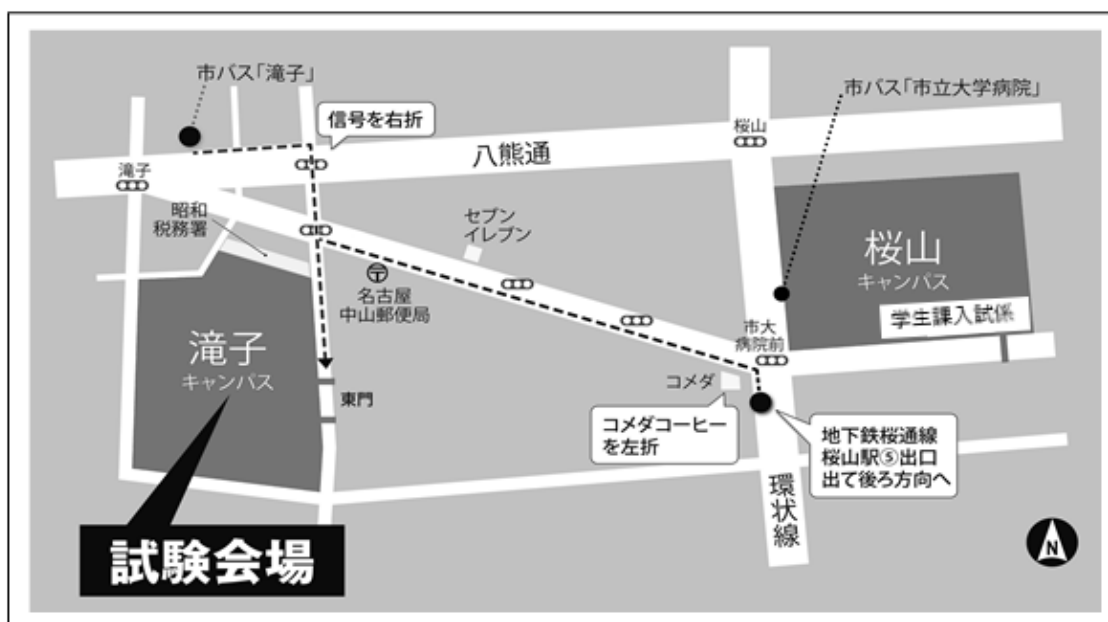 市バス「滝子」
市バス「市立大学病院」
信号を右折
桜山
八熊通
滝子
昭和
税務署
セブン
イレブン
桜山
キャンパス
学生課入試係
〒
名古屋
中山郵便局
市大
病院前
滝子
キャンパス
コメダ
東門
コメダコーヒー
を左折
地下鉄桜通線
桜山駅⑤出口
出て後ろ方向へ
環状線
試験会場
N